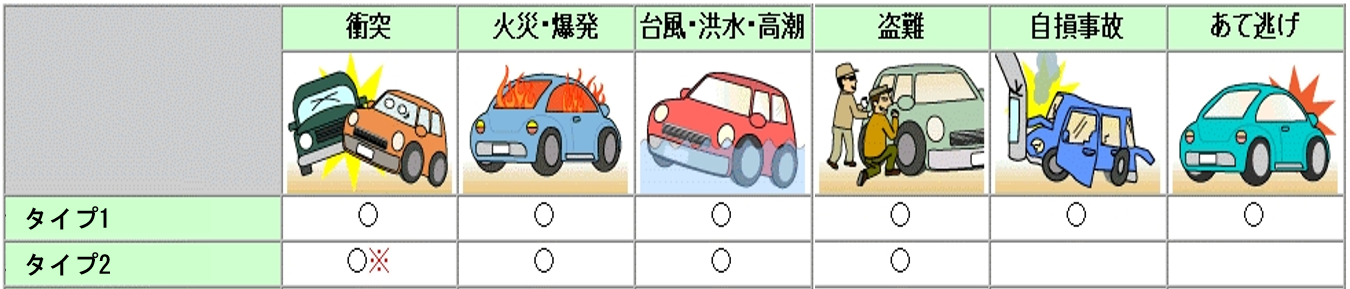 衝突 火災・爆発 台風・洪水・高潮 盗難 自損事故 あて逃げ
タイプ1 ○ ○ ○ ○ ○ ○
タイプ2 ○※ ○ ○ ○